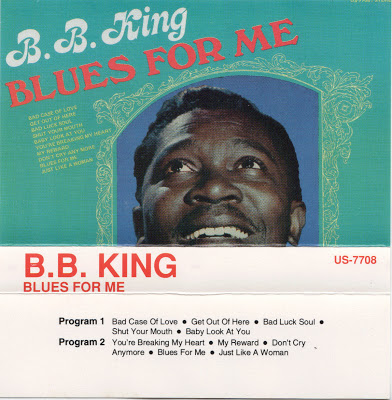 B. B. King
BLUES FOR ME
BAD CASE OF LOVE
GET OUT OF HERE
BAD LUCK SOUL
SHUT YOUR MOUTH
BABY LOOK AT YOU
YOU'RE BREAKING MY HEART
MY REWARD
DON'T CRY ANY MORE
BLUES FOR ME
JUST LIKE A WOMAN
B.B. KING
US-7708
BLUES FOR ME
Program 1 Bad Case Of Love ● Get Out Of Here ● Bad Luck Soul ●
Shut Your Mouth ● Baby Look At You
Program 2 You're Breaking My Heart ● My Reward ● Don't Cry
Anymore ● Blues For Me ● Just Like A Woman